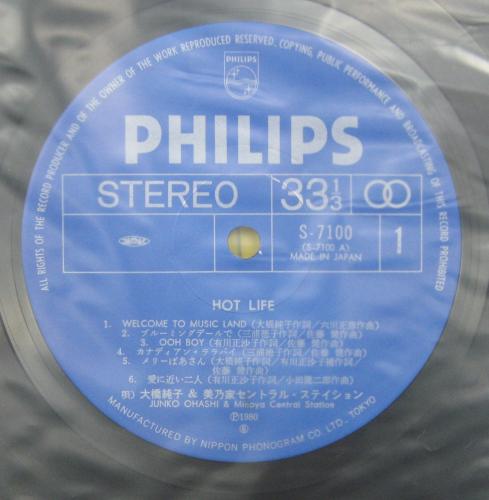 ALL RIGHTS OF THE RECORD PRODUCER AND OF THE OWNER OF THE WORK REPRODUCED RESERVED. COPYING, PUBLIC PERFORMANCE AND BROADCASTING OF THIS RECORD PROHIBITED
PHILIPS
PHILIPS
STEREO 33 1/3
S-7100
(S-7100 A)
MADE IN JAPAN
1
HOT LIFE
1. WELCOME TO MUSIC LAND (大橋純子作詞/六川正彦作曲)
2. ブルーミングデールで (三浦徳子作詞/佐藤 健作曲)
3. OOH BOY (有川正沙子作詞/佐藤 健作曲)
4. カナディアン・ララバイ (三浦徳子作詞/佐藤 健作曲)
5. メリーばあさん (大橋純子作詞/有川正沙子補作詞/
佐藤 健作曲)
6. 愛に近い二人 (有川正沙子作詞/小田健二郎作曲)
唄) 大橋純子 & 美乃家セントラル・ステイション
JUNKO OHASHI & Minoya Central Station
Ⓟ1980
MANUFACTURED BY NIPPON PHONOGRAM CO. LTD., TOKYO